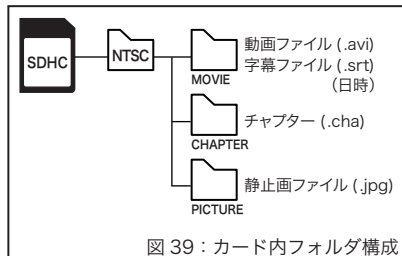 SDHC
NTSC
動画ファイル (.avi)
字幕ファイル (.srt)
(日時)
MOVIE
チャプター (.cha)
CHAPTER
静止画ファイル (.jpg)
PICTURE
図 39：カード内フォルダ構成